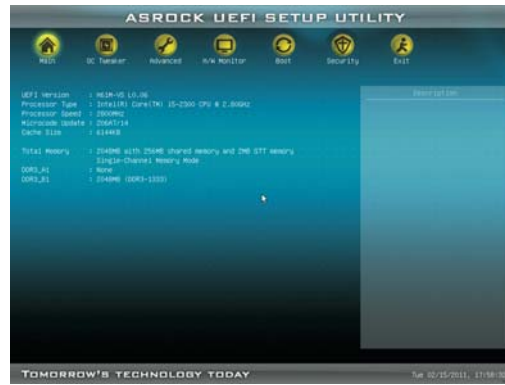 ASROCK UEFI SETUP UTILITY
Main OC Tweaker Advanced H/W Monitor Boot Security Exit
UEFI Version : H61M-VS L0.06
Processor Type : Intel(R) Core(TM) i5-2300 CPU @ 2.80GHz
Processor Speed : 2800MHz
Microcode Update : 206A7/14
Cache Size : 6144KB
Total Memory : 2048MB with 256MB shared memory and 2MB GTT memory
Single-Channel Memory Mode
DDR3_A1 : None
DDR3_B1 : 2048MB (DDR3-1333)
Description
TOMORROW'S TECHNOLOGY TODAY
Tue 02/15/2011, 17:58:30